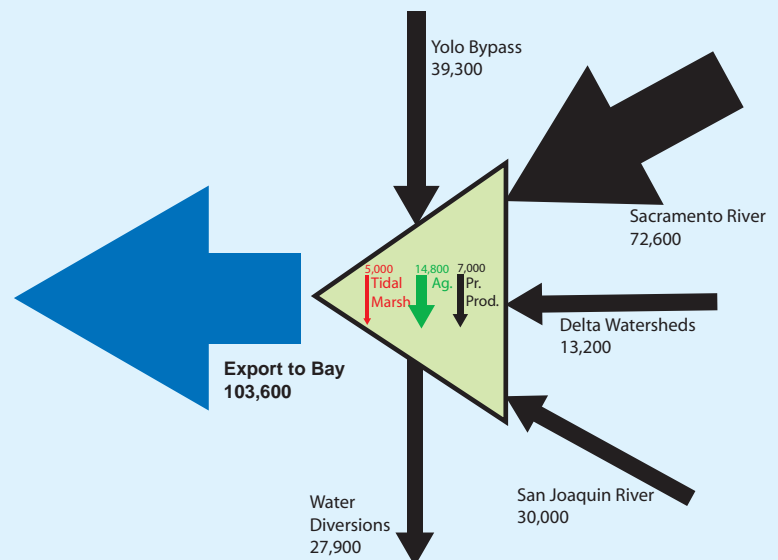 Yolo Bypass
39,300
Sacramento River
72,600
5,000
Tidal
Marsh
14,800
Ag.
7,000
Pr.
Prod.
Delta Watersheds
13,200
Export to Bay
103,600
San Joaquin River
30,000
Water
Diversions
27,900